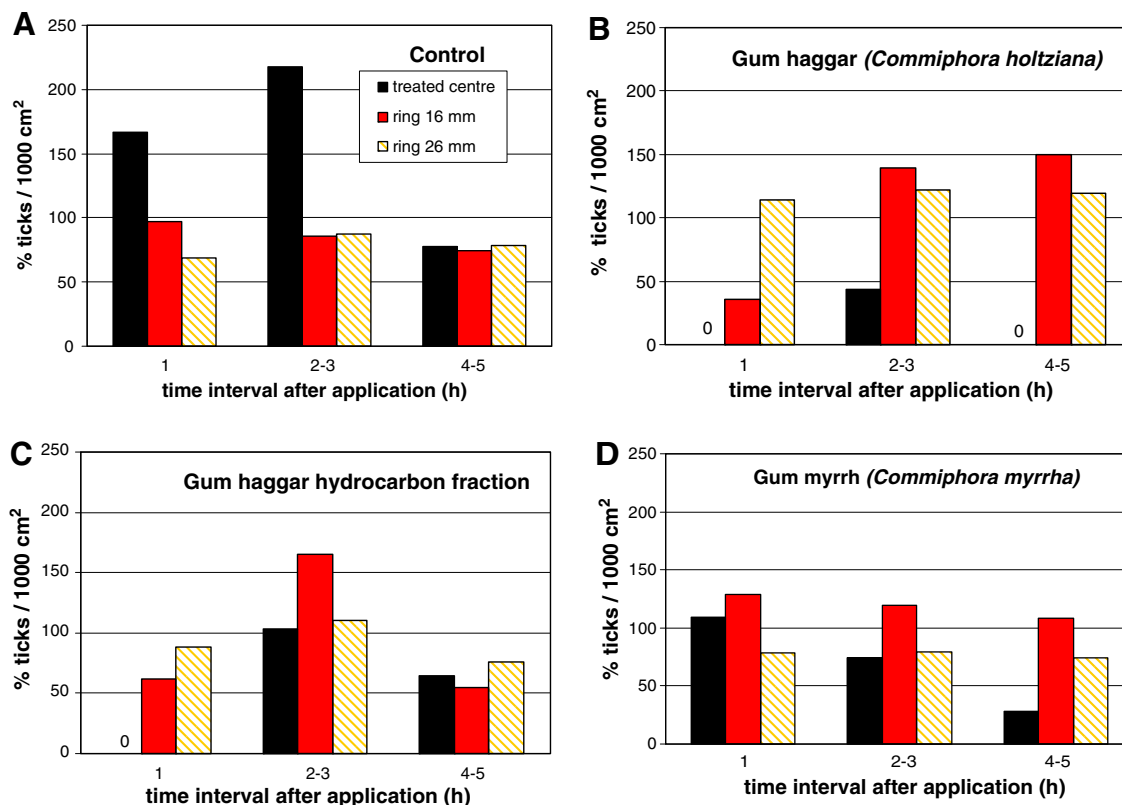 A
Control
treated centre
ring 16 mm
ring 26 mm
% ticks / 1000 cm²
250
200
150
100
50
0
1
2-3
4-5
time interval after application (h)
B
Gum haggar (Commiphora holtziana)
% ticks / 1000 cm²
250
200
150
100
50
0
0
0
1
2-3
4-5
time interval after application (h)
C
Gum haggar hydrocarbon fraction
% ticks / 1000 cm²
250
200
150
100
50
0
0
1
2-3
4-5
time interval after application (h)
D
Gum myrrh (Commiphora myrrha)
% ticks / 1000 cm²
250
200
150
100
50
0
1
2-3
4-5
time interval after application (h)